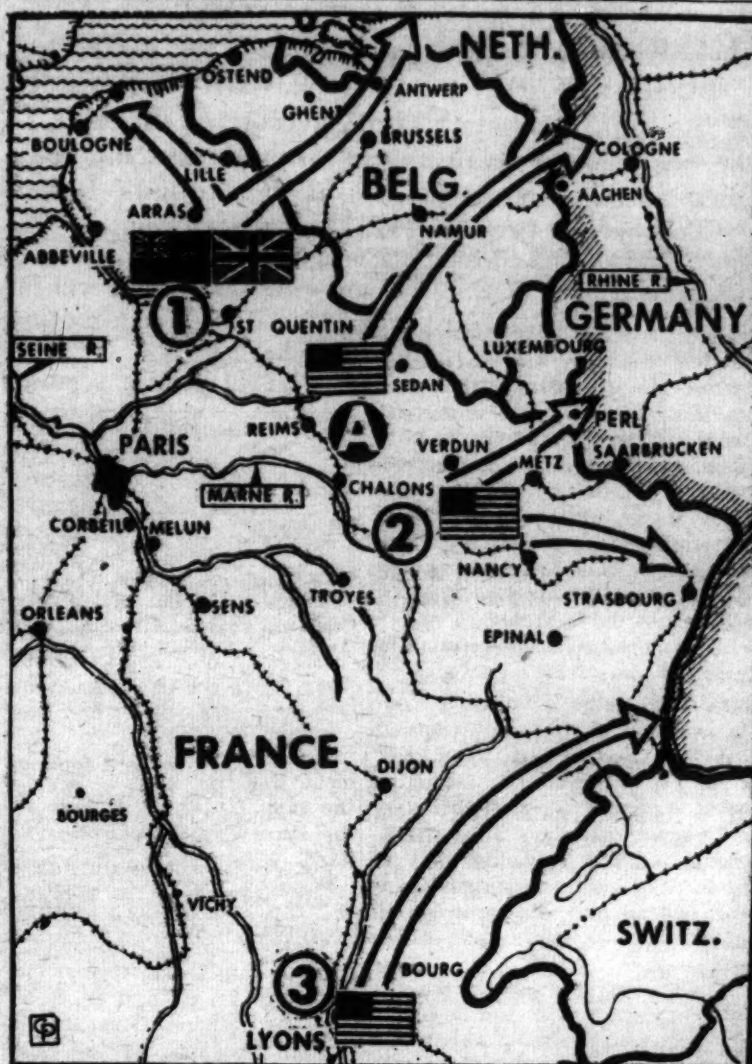 NETH.
OSTEND
ANTWERP
GHENT
BOULOGNE
BRUSSELS
COLOGNE
LILLE
BELG.
AACHEN
ARRAS
NAMUR
ABBEVILLE
RHINE R.
1
ST QUENTIN
GERMANY
SEINE R.
LUXEMBOURG
SEDAN
A
PERL
REIMS
VERDUN
SAARBRUCKEN
PARIS
METZ
MARNE R.
CHALONS
CORBEIL
MELUN
2
NANCY
TROYES
STRASBOURG
ORLEANS
SENS
EPINAL
FRANCE
DIJON
BOURGES
VICHY
SWITZ.
3
BOURG
CP
LYONS